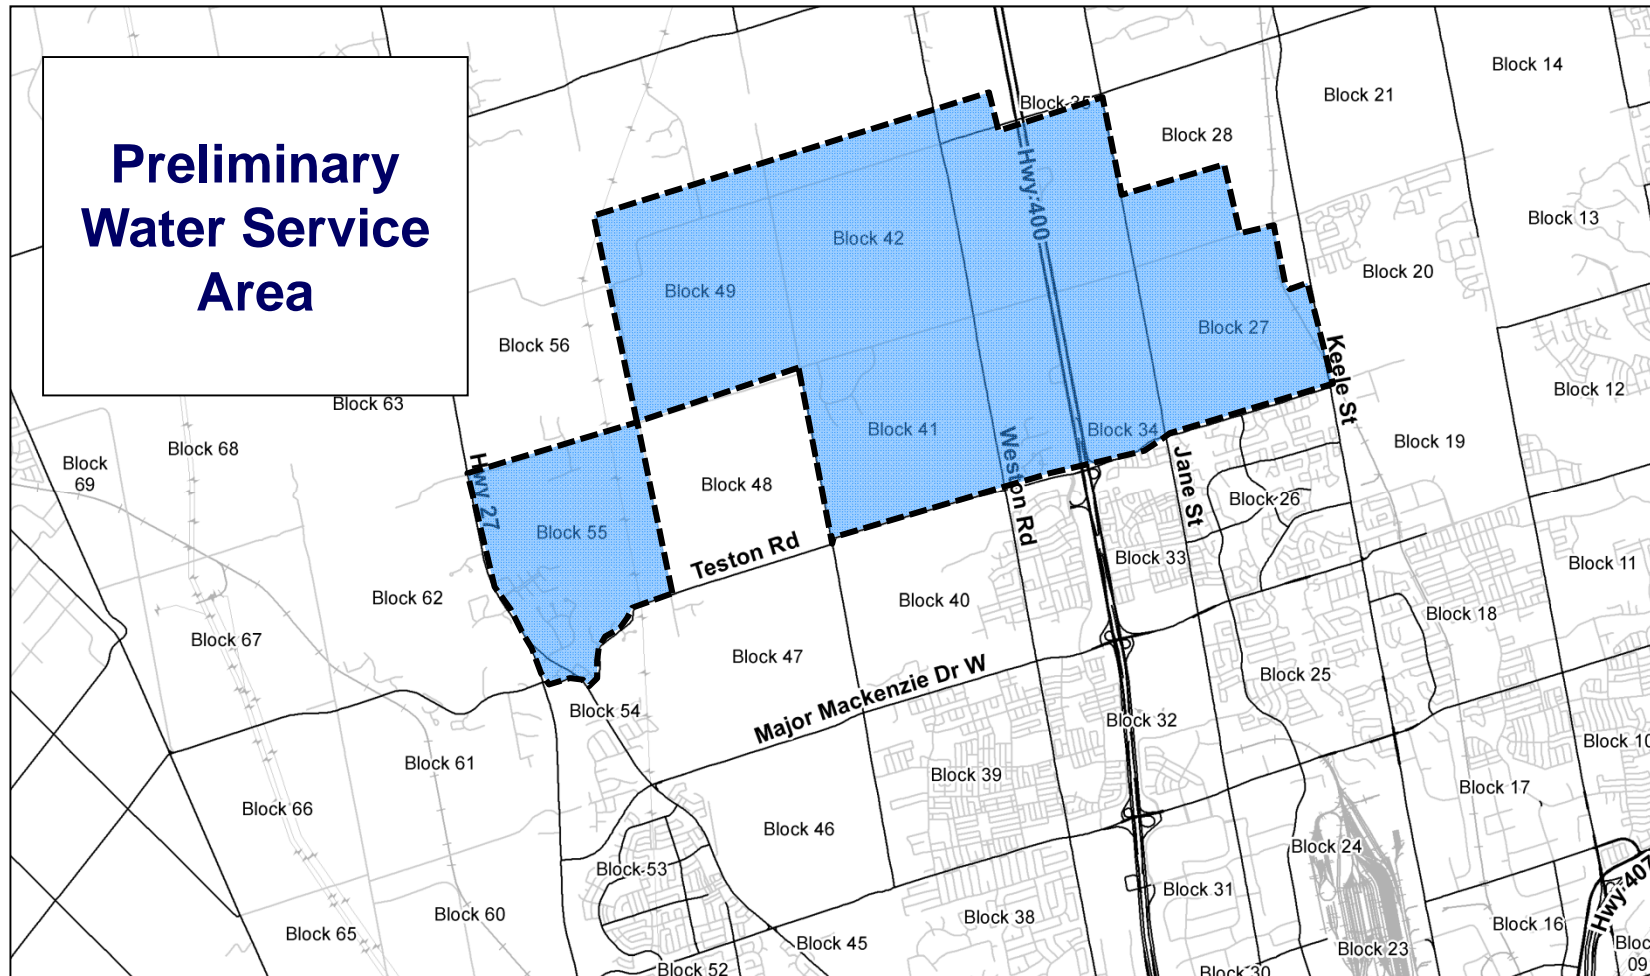 Preliminary
Water Service
Area
Block 14
Block 21
Block 35
Block 28
Hwy 400
Block 13
Block 42
Block 20
Block 49
Block 27
Block 56
Keele St
Block 12
Block 63
Block 41
Block 34
Block 19
Block 68
Weston Rd
Block
69
Hwy 27
Block 48
Jane St
Block 26
Block 55
Teston Rd
Block 33
Block 11
Block 62
Block 40
Block 18
Block 67
Block 47
Block 25
Major Mackenzie Dr W
Block 54
Block 32
Block 10
Block 61
Block 39
Block 17
Block 66
Block 46
Block 24
Block 53
Block 31
Hwy 407
Block 60
Block 38
Block 16
Block 65
Block 45
Block 23
Bloc
09
Block 52
Block 30